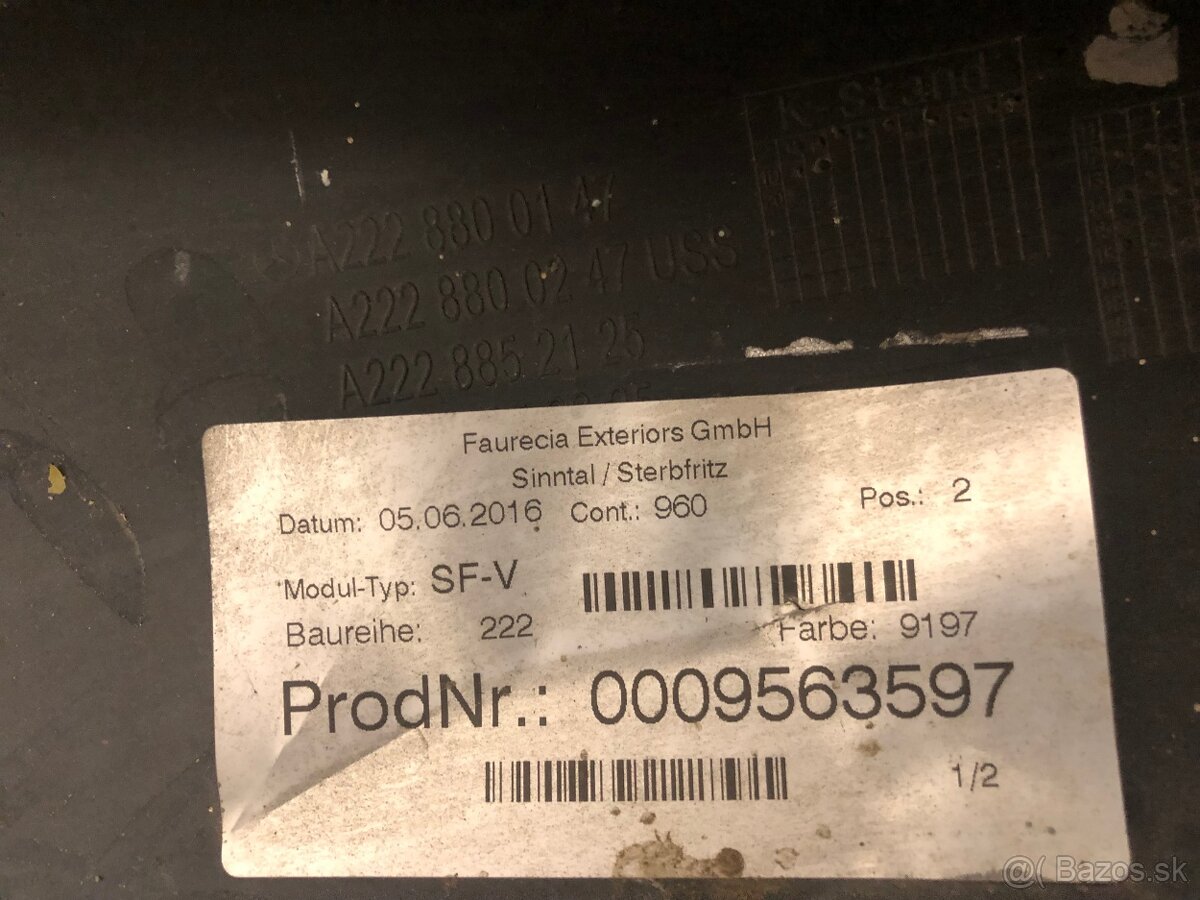 K-Stand
A222 880 01 47
A222 880 02 47 USS
A222 885 21 25
Faurecia Exteriors GmbH
Sinntal / Sterbfritz
Datum: 05.06.2016 Cont.: 960 Pos.: 2
Modul-Typ: SF-V
Baureihe: 222 Farbe: 9197
ProdNr.: 0009563597
1/2
@( Bazos.sk